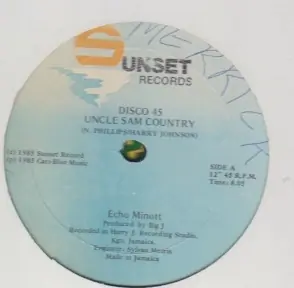 MERRICK
SUNSET
RECORDS
DISCO 45
UNCLE SAM COUNTRY
(N. PHILLIPS/HARRY JOHNSON)
(c) 1985 Sunset Record
(p) 1985 Cari-Blue Music
SIDE A
12" 45 R.P.M.
Time: 8.05
Echo Minott
Produced by Big J
Recorded at Harry J. Recording Studio,
Kgn. Jamaica.
Engineer: Sylvan Morris
Made in Jamaica